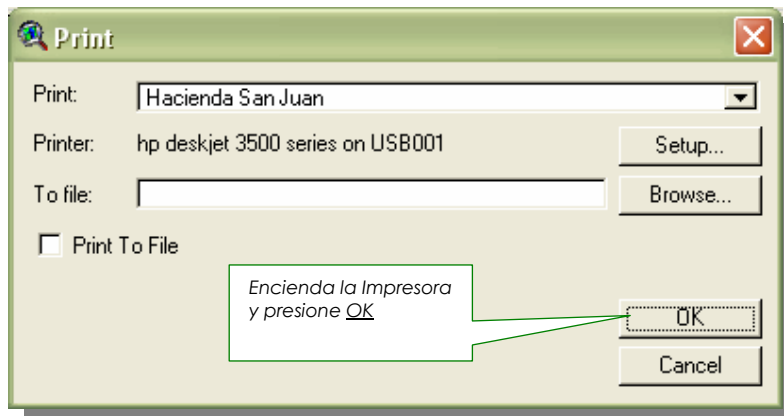 Print
Print: Hacienda San Juan
Printer: hp deskjet 3500 series on USB001 Setup...
To file: Browse...
Print To File
Encienda la Impresora
y presione OK
OK
Cancel